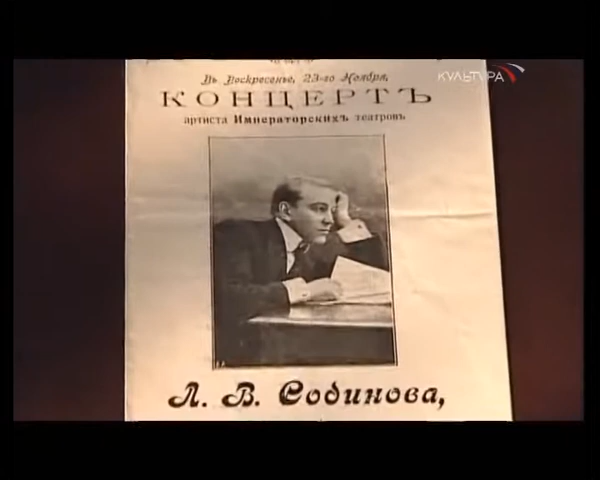 Въ Воскресенье, 23-го Ноября,
КУЛЬТУРА
КОНЦЕРТЪ
артиста Императорскихъ театровъ
Л. В. Собинова,